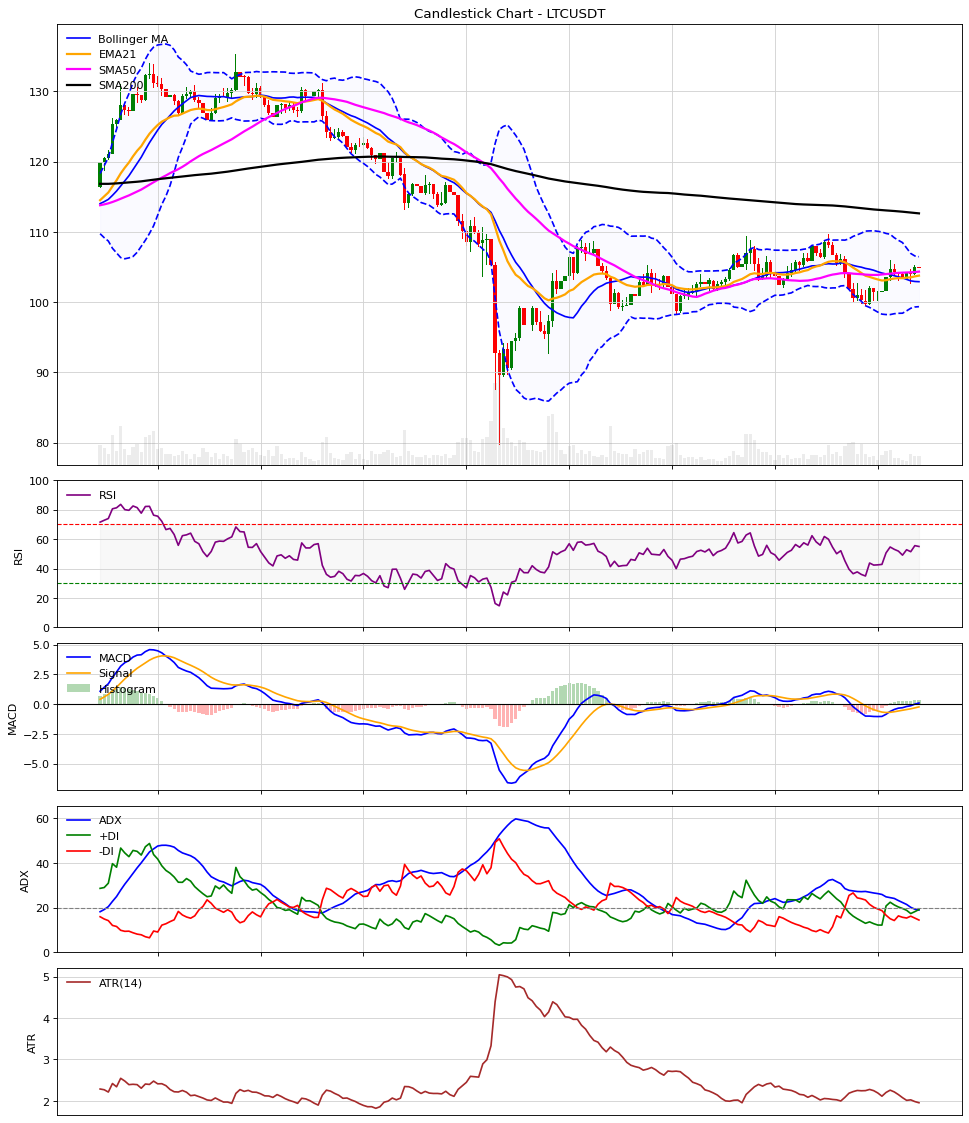 Candlestick Chart - LTCUSDT
Bollinger MA
EMA21
SMA50
SMA200
130
120
110
100
90
80
RSI
RSI
100
80
60
40
20
0
MACD
MACD
Signal
Histogram
5.0
2.5
0.0
−2.5
−5.0
ADX
ADX
+DI
-DI
60
40
20
0
ATR
ATR(14)
5
4
3
2